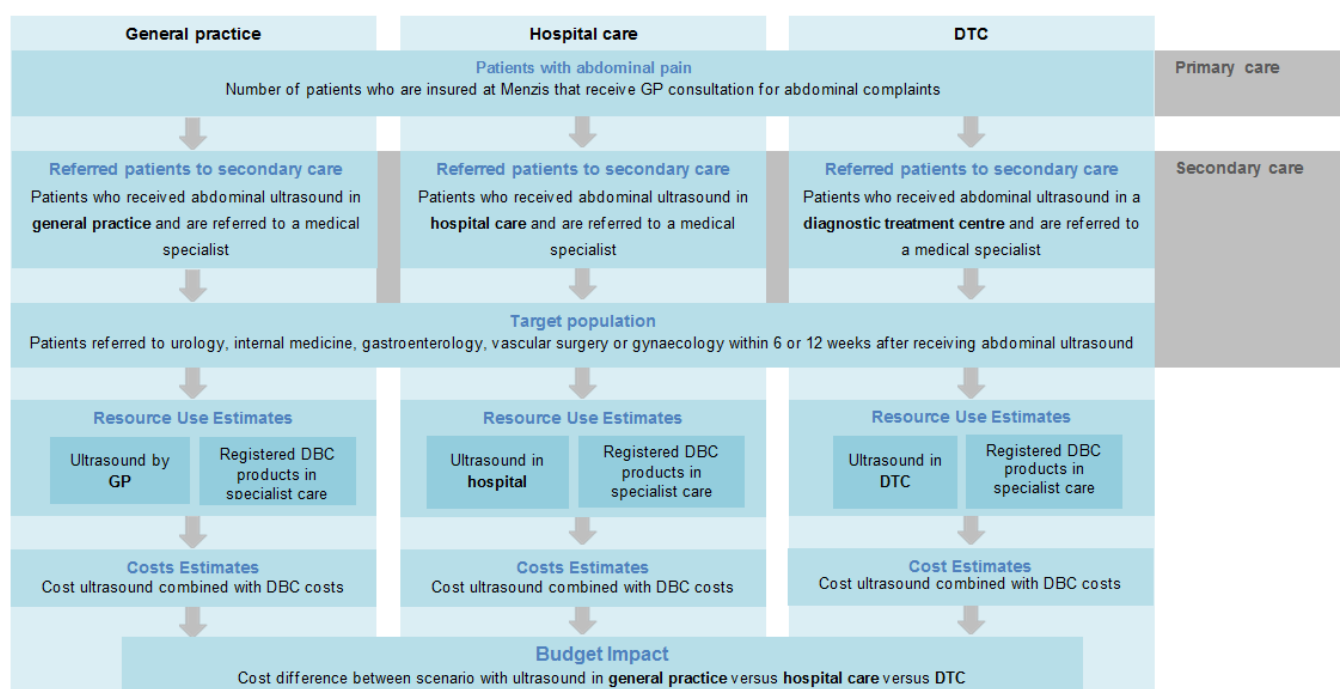 General practice
Hospital care
DTC
Patients with abdominal pain
Number of patients who are insured at Menzis that receive GP consultation for abdominal complaints
Primary care
Referred patients to secondary care
Patients who received abdominal ultrasound in
general practice and are referred to a medical
specialist
Referred patients to secondary care
Patients who received abdominal ultrasound in
hospital care and are referred to a medical
specialist
Referred patients to secondary care
Patients who received abdominal ultrasound in a
diagnostic treatment centre and are referred to
a medical specialist
Secondary care
Target population
Patients referred to urology, internal medicine, gastroenterology, vascular surgery or gynaecology within 6 or 12 weeks after receiving abdominal ultrasound
Resource Use Estimates
Ultrasound by
GP
Registered DBC
products in
specialist care
Resource Use Estimates
Ultrasound in
hospital
Registered DBC
products in
specialist care
Resource Use Estimates
Ultrasound in
DTC
Registered DBC
products in
specialist care
Costs Estimates
Cost ultrasound combined with DBC costs
Costs Estimates
Cost ultrasound combined with DBC costs
Cost Estimates
Cost ultrasound combined with DBC costs
Budget Impact
Cost difference between scenario with ultrasound in general practice versus hospital care versus DTC